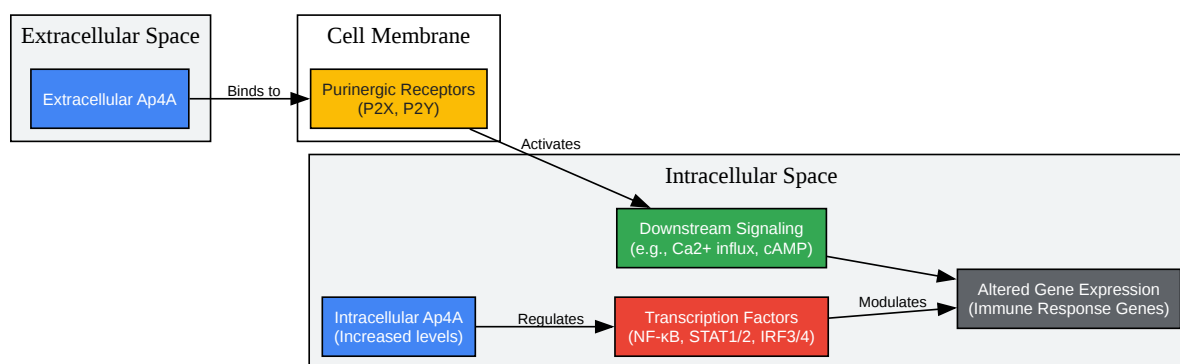 Extracellular Space
Cell Membrane
Extracellular Ap4A
Binds to
Purinergic Receptors
(P2X, P2Y)
Activates
Intracellular Space
Downstream Signaling
(e.g., Ca2+ influx, cAMP)
Altered Gene Expression
(Immune Response Genes)
Intracellular Ap4A
(Increased levels)
Regulates
Transcription Factors
(NF-κB, STAT1/2, IRF3/4)
Modulates